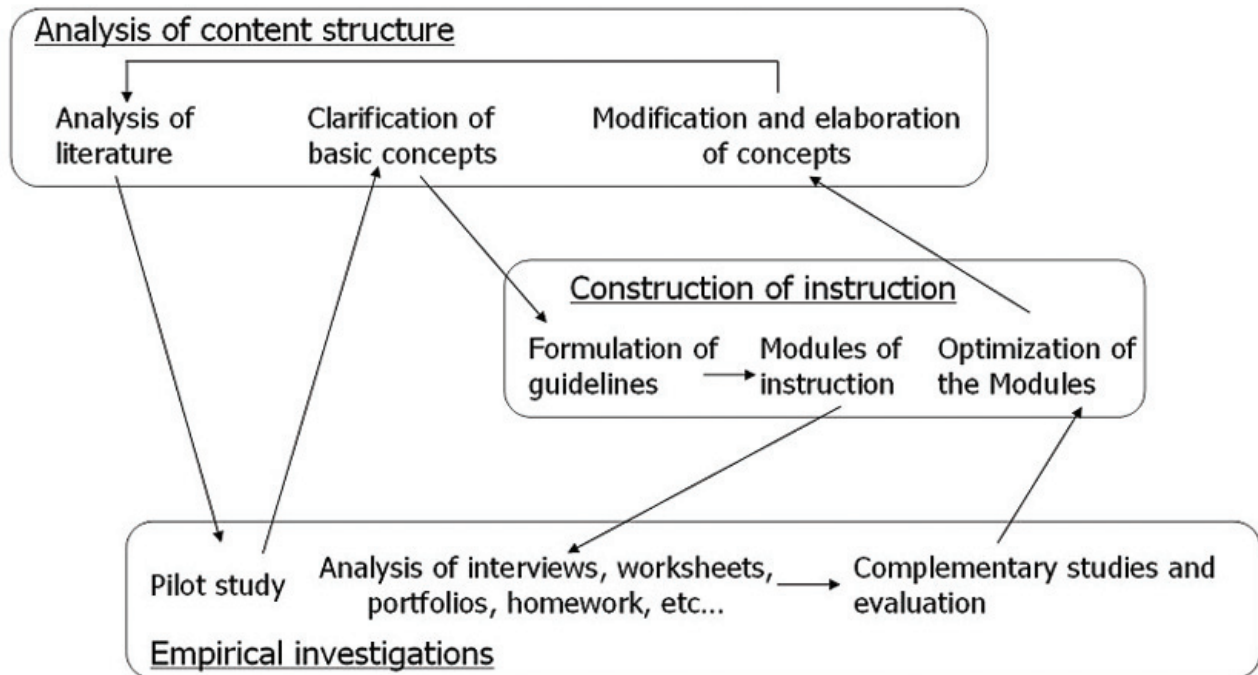 Analysis of content structure
Analysis of
literature
Clarification of
basic concepts
Modification and elaboration
of concepts
Construction of instruction
Formulation of
guidelines
Modules of
instruction
Optimization of
the Modules
Pilot study
Analysis of interviews, worksheets,
portfolios, homework, etc...
Complementary studies and
evaluation
Empirical investigations